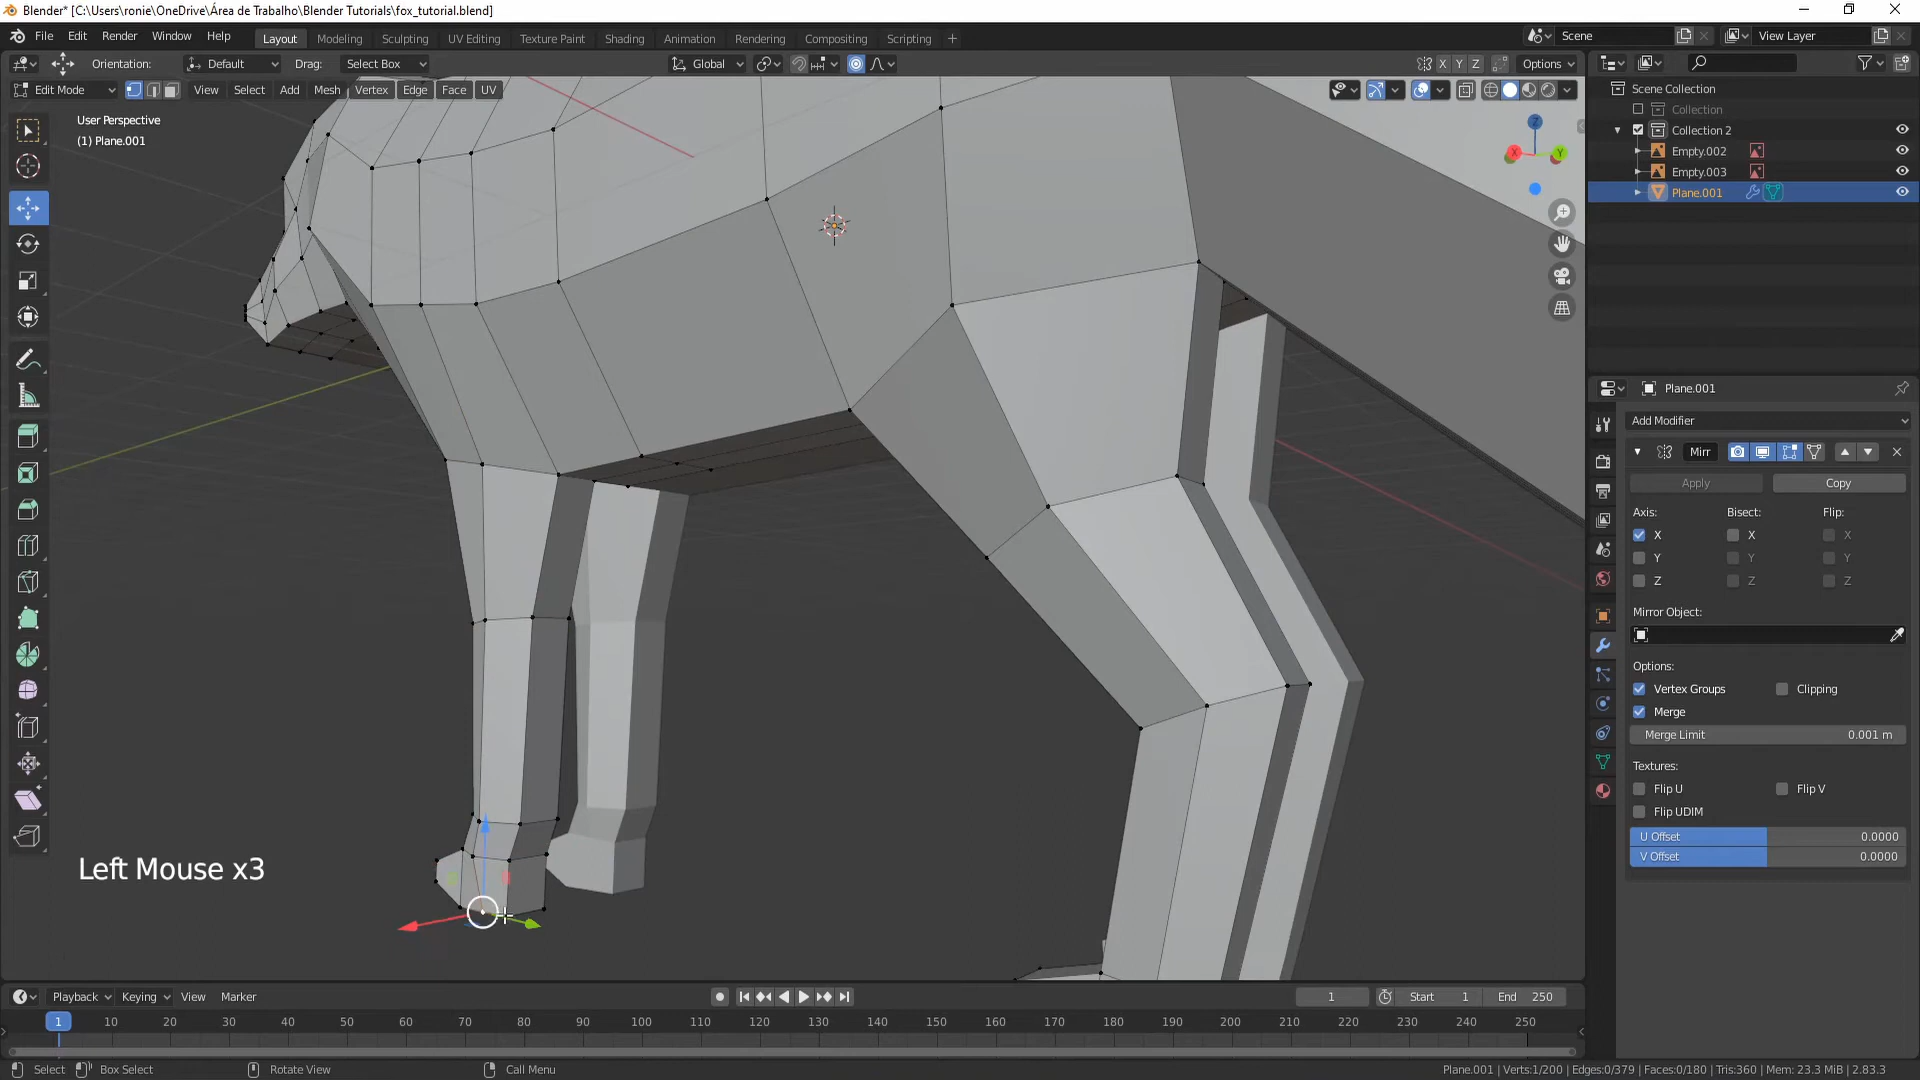 Blender* [C:\Users\ronie\OneDrive\Área de Trabalho\Blender Tutorials\fox_tutorial.blend]
File Edit Render Window Help Layout Modeling Sculpting UV Editing Texture Paint Shading Animation Rendering Compositing Scripting + Scene View Layer
Orientation: Default Drag: Select Box Global X Y Z Options
Edit Mode View Select Add Mesh Vertex Edge Face UV
User Perspective
(1) Plane.001
Z
X
Y
Left Mouse x3
Scene Collection
Collection
Collection 2
Empty.002
Empty.003
Plane.001
Plane.001
Add Modifier
Mirr
Apply Copy
Axis: Bisect: Flip:
X X X
Y Y Y
Z Z Z
Mirror Object:
Options:
Vertex Groups Clipping
Merge
Merge Limit 0.001 m
Textures:
Flip U Flip V
Flip UDIM
U Offset 0.0000
V Offset 0.0000
Playback Keying View Marker 1 Start 1 End 250
1 10 20 30 40 50 60 70 80 90 100 110 120 130 140 150 160 170 180 190 200 210 220 230 240 250
Select Box Select Rotate View Call Menu Plane.001 | Verts:1/200 | Edges:0/379 | Faces:0/180 | Tris:360 | Mem: 23.3 MiB | 2.83.3